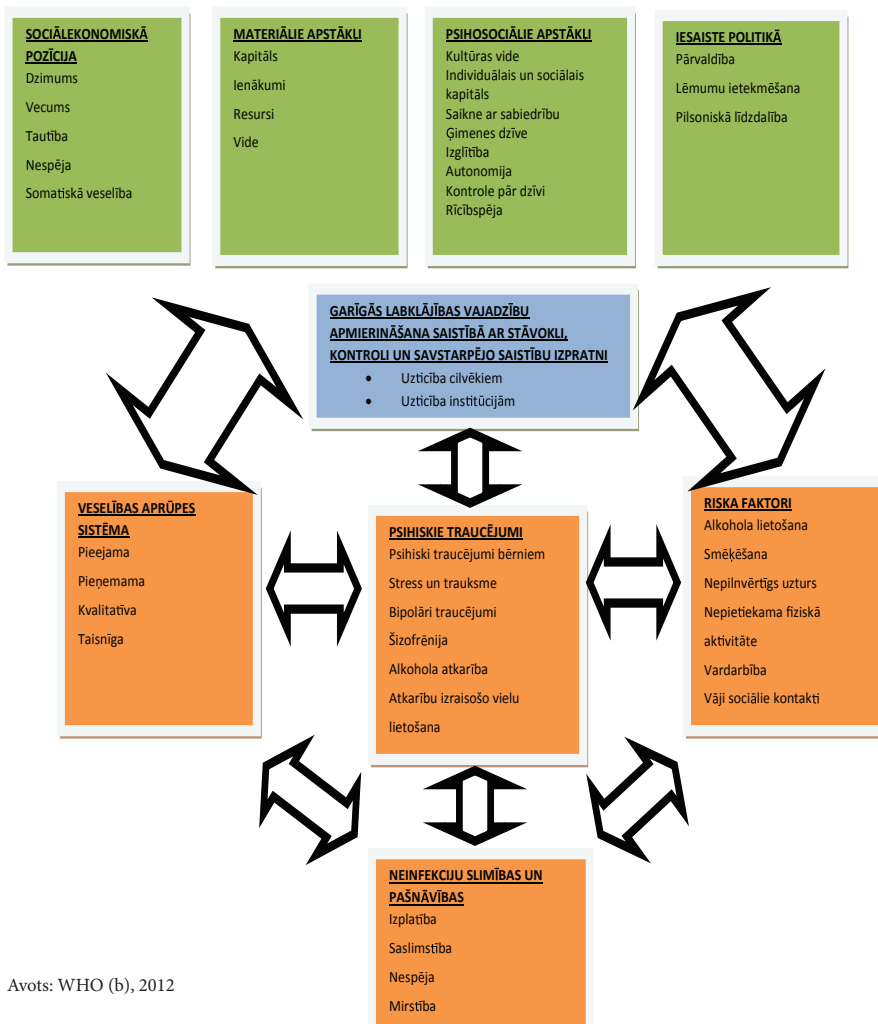 SOCIĀLEKONOMISKĀ
POZĪCIJA
Dzimums
Vecums
Tautība
Nespēja
Somatiskā veselība
MATERIĀLIE APSTĀKĻI
Kapitāls
Ienākumi
Resursi
Vide
PSIHOSOCIĀLIE APSTĀKĻI
Kultūras vide
Individuālais un sociālais
kapitāls
Saikne ar sabiedrību
Ģimenes dzīve
Izglītība
Autonomija
Kontrole pār dzīvi
Rīcībspēja
IESAISTE POLITIKĀ
Pārvaldība
Lēmumu ietekmēšana
Pilsoniskā līdzdalība
GARĪGĀS LABKLĀJĪBAS VAJADZĪBU
APMIERINĀŠANA SAISTĪBĀ AR STĀVOKLI,
KONTROLI UN SAVSTARPĒJO SAISTĪBU IZPRATNI
• Uzticība cilvēkiem
• Uzticība institūcijām
VESELĪBAS APRŪPES
SISTĒMA
Pieejama
Pieņemama
Kvalitatīva
Taisnīga
PSIHISKIE TRAUCĒJUMI
Psihiski traucējumi bērniem
Stress un trauksme
Bipolāri traucējumi
Šizofrēnija
Alkohola atkarība
Atkarību izraisošo vielu
lietošana
RISKA FAKTORI
Alkohola lietošana
Smēķēšana
Nepilnvērtīgs uzturs
Nepietiekama fiziskā
aktivitāte
Vardarbība
Vāji sociālie kontakti
NEINFEKCIJU SLIMĪBAS UN
PAŠNĀVĪBAS
Izplatība
Saslimstība
Nespēja
Mirstība
Avots: WHO (b), 2012